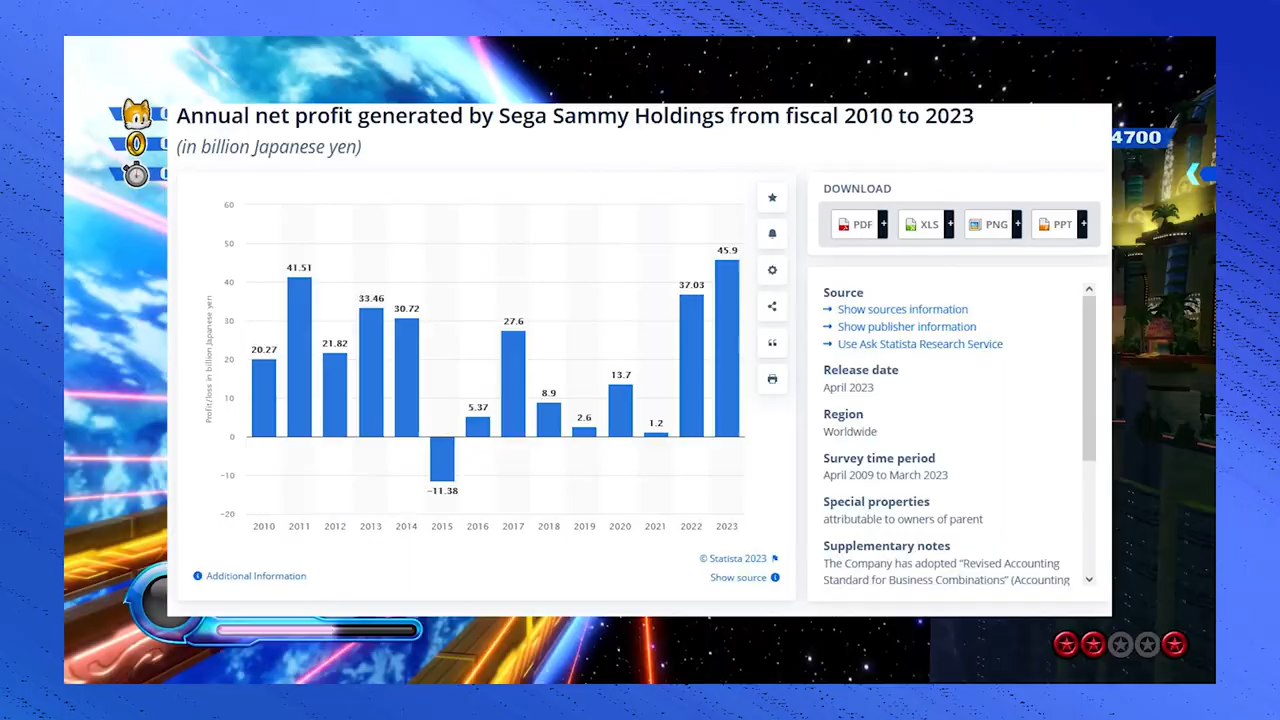 Annual net profit generated by Sega Sammy Holdings from fiscal 2010 to 2023
(in billion Japanese yen)
4700
Profit/loss in billion Japanese yen
60
50
40
30
20
10
0
-10
-20
20.27
41.51
21.82
33.46
30.72
-11.38
5.37
27.6
8.9
2.6
13.7
1.2
37.03
45.9
2010 2011 2012 2013 2014 2015 2016 2017 2018 2019 2020 2021 2022 2023
© Statista 2023
Additional Information
Show source
DOWNLOAD
PDF + XLS + PNG + PPT +
Source
→ Show sources information
→ Show publisher information
→ Use Ask Statista Research Service
Release date
April 2023
Region
Worldwide
Survey time period
April 2009 to March 2023
Special properties
attributable to owners of parent
Supplementary notes
The Company has adopted “Revised Accounting
Standard for Business Combinations” (Accounting